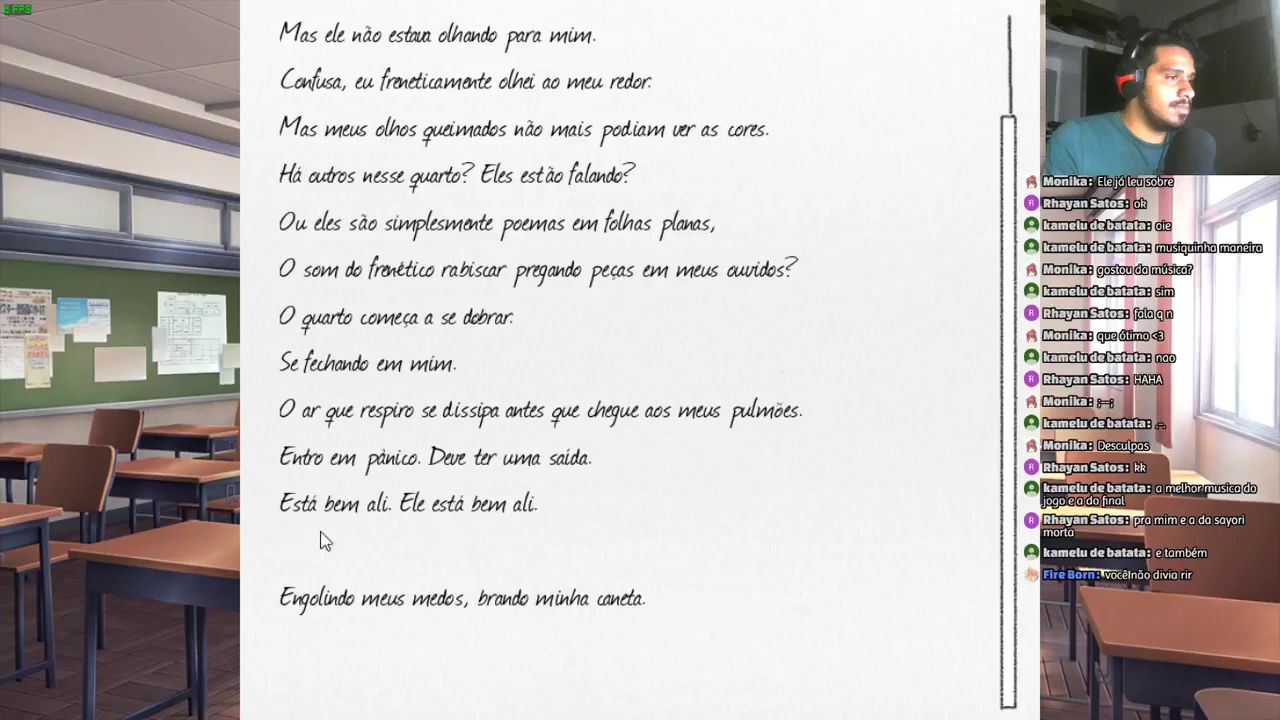 5 FPS
Mas ele não estava olhando para mim.
Confusa, eu freneticamente olhei ao meu redor.
Mas meus olhos queimados não mais podiam ver as cores.
Há outros nesse quarto? Eles estão falando?
Ou eles são simplesmente poemas em folhas planas,
O som do frenético rabiscar pregando peças em meus ouvidos?
O quarto começa a se dobrar.
Se fechando em mim.
O ar que respiro se dissipa antes que chegue aos meus pulmões.
Entro em pânico. Deve ter uma saída.
Está bem ali. Ele está bem ali.
Engolindo meus medos, brando minha caneta.
Monika: Ele já leu sobre
Rhayan Satos: ok
kamelu de batata: oie
kamelu de batata: musiquinha maneira
Monika: gostou da música?
kamelu de batata: sim
Rhayan Satos: fala q n
Monika: que ótimo <3
kamelu de batata: nao
Rhayan Satos: HAHA
Monika: ;--;
kamelu de batata: .-.
Monika: Desculpas
Rhayan Satos: kk
kamelu de batata: a melhor musica do
jogo e a do final
Rhayan Satos: pra mim e a da sayori
morta
kamelu de batata: e também
Fire Born: vocêlnão divia rir